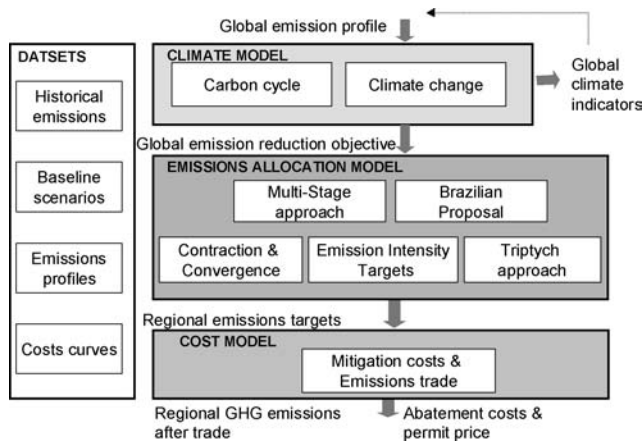 Global emission profile
DATSETS
Historical
emissions
Baseline
scenarios
Emissions
profiles
Costs curves
CLIMATE MODEL
Carbon cycle
Climate change
Global
climate
indicators
Global emission reduction objective
EMISSIONS ALLOCATION MODEL
Multi-Stage
approach
Brazilian
Proposal
Contraction &
Convergence
Emission Intensity
Targets
Triptych
approach
Regional emissions targets
COST MODEL
Mitigation costs &
Emissions trade
Regional GHG emissions
after trade
Abatement costs &
permit price